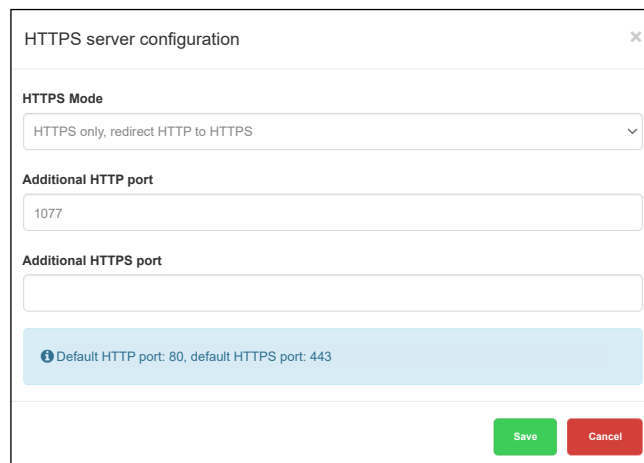 HTTPS server configuration
×
HTTPS Mode
HTTPS only, redirect HTTP to HTTPS
Additional HTTP port
1077
Additional HTTPS port
Default HTTP port: 80, default HTTPS port: 443
Save Cancel